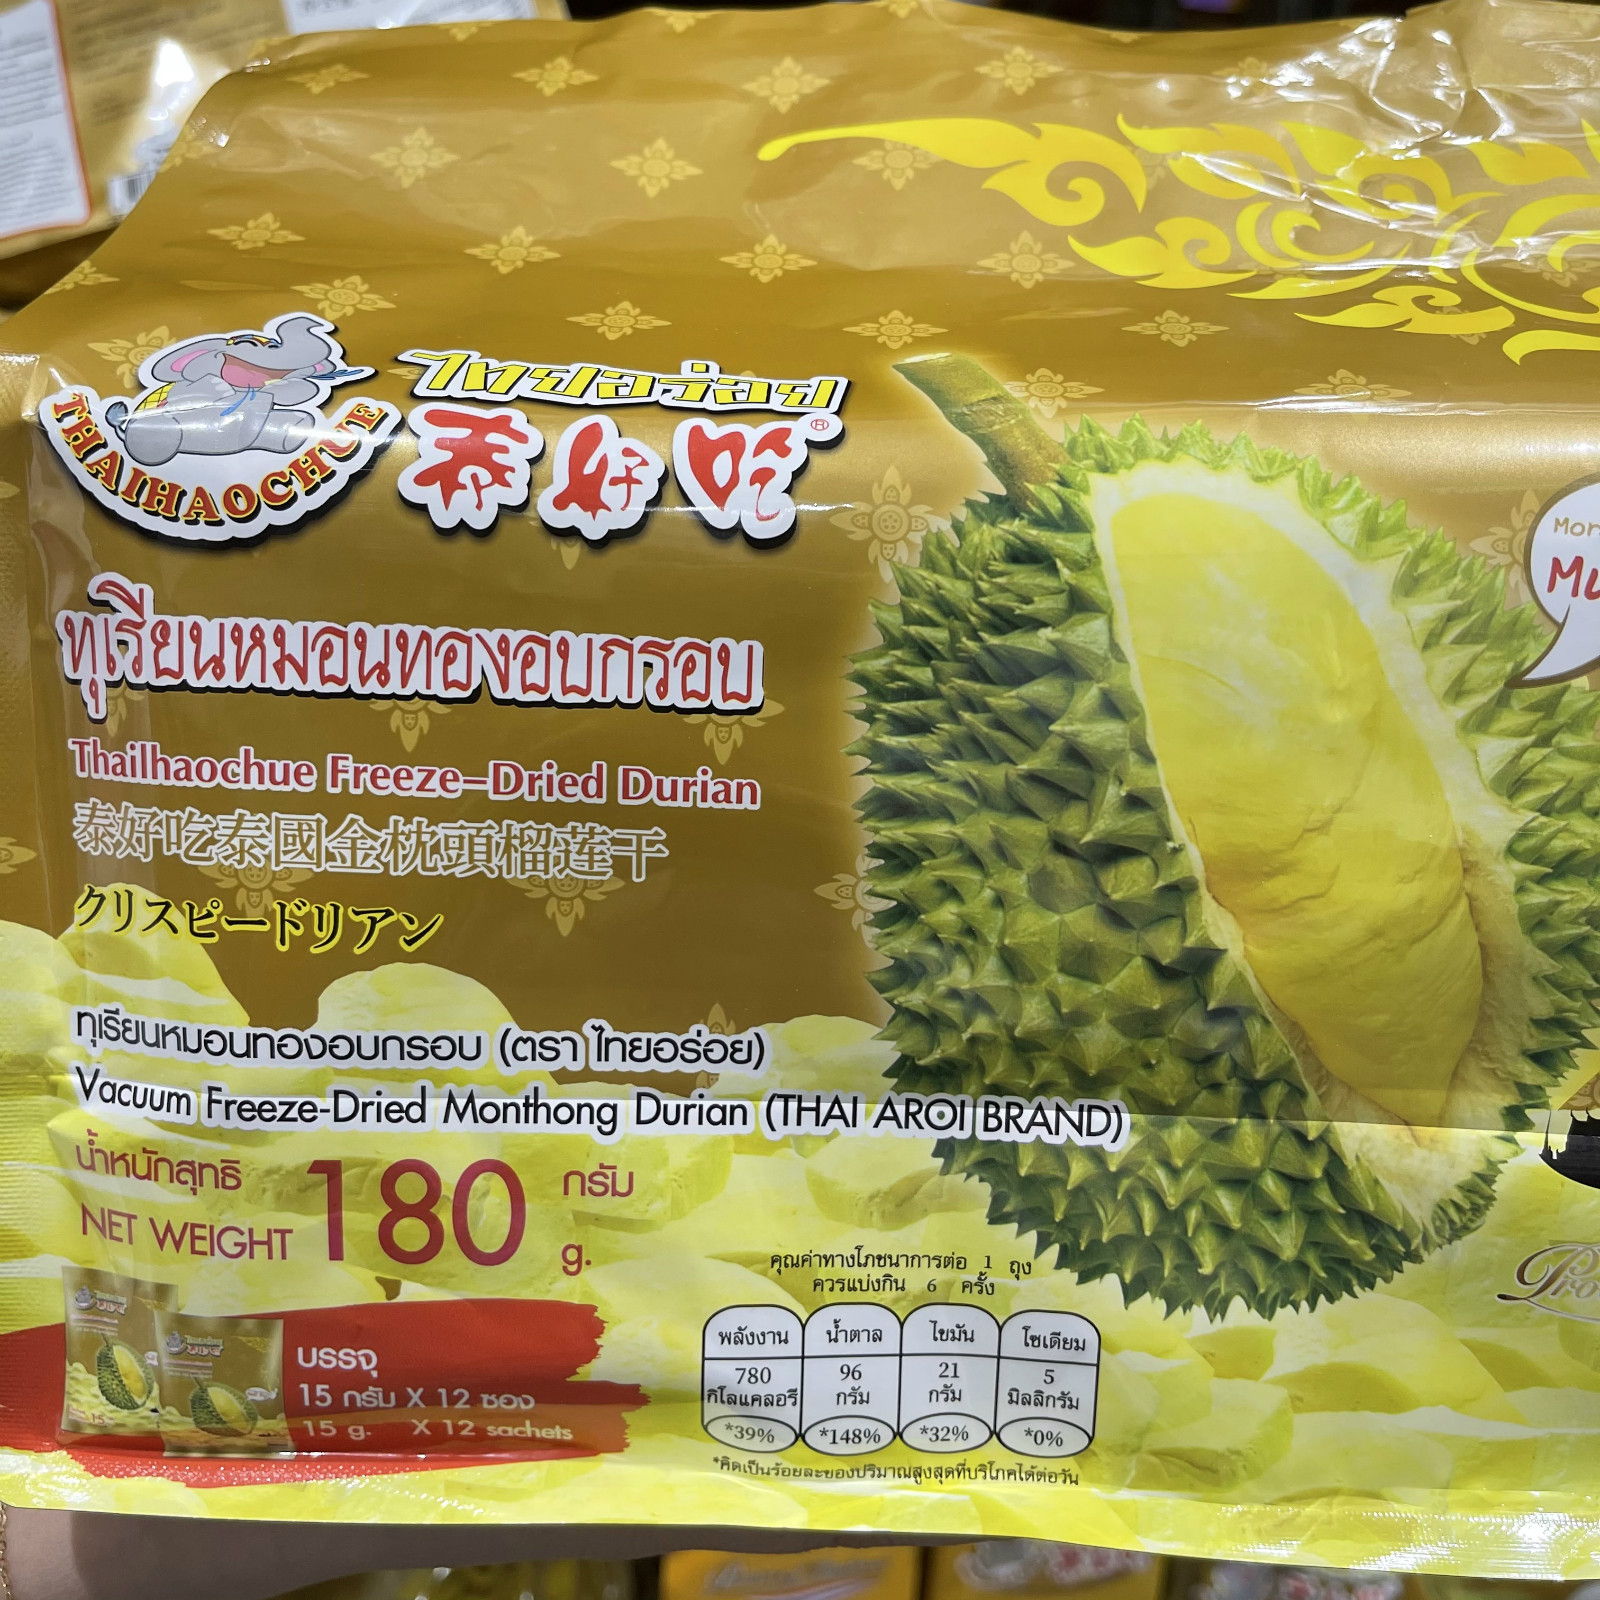 THAIHAOCHUE
ไทยอร่อย
泰好吃®
ทุเรียนหมอนทองอบกรอบ
Thailhaochue Freeze-Dried Durian
泰好吃泰國金枕頭榴莲干
クリスピードリアン
ทุเรียนหมอนทองอบกรอบ (ตรา ไทยอร่อย)
Vacuum Freeze-Dried Monthong Durian (THAI AROI BRAND)
น้ำหนักสุทธิ 180 กรัม
NET WEIGHT g.
บรรจุ
15 กรัม X 12 ซอง
15 g. X 12 sachets
คุณค่าทางโภชนาการต่อ 1 ถุง
ควรแบ่งกิน 6 ครั้ง
พลังงาน น้ำตาล ไขมัน โซเดียม
780 96 21 5
กิโลแคลอรี กรัม กรัม มิลลิกรัม
*39% *148% *32% *0%
*คิดเป็นร้อยละของปริมาณสูงสุดที่บริโภคได้ต่อวัน